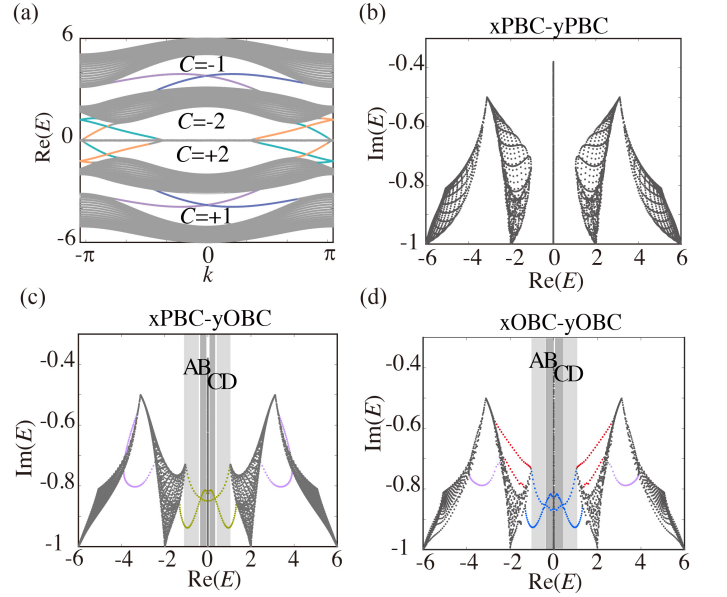 (a)
6
C=-1
C=-2
0
C=+2
C=+1
-6
-π
0
π
k
Re(E)
(b)
xPBC-yPBC
-0.4
-0.6
-0.8
-1
-6
-4
-2
0
2
4
6
Im(E)
Re(E)
(c)
xPBC-yOBC
-0.4
AB
CD
-0.6
-0.8
-1
-6
-4
-2
0
2
4
6
Im(E)
Re(E)
(d)
xOBC-yOBC
-0.4
AB
CD
-0.6
-0.8
-1
-6
-4
-2
0
2
4
6
Im(E)
Re(E)